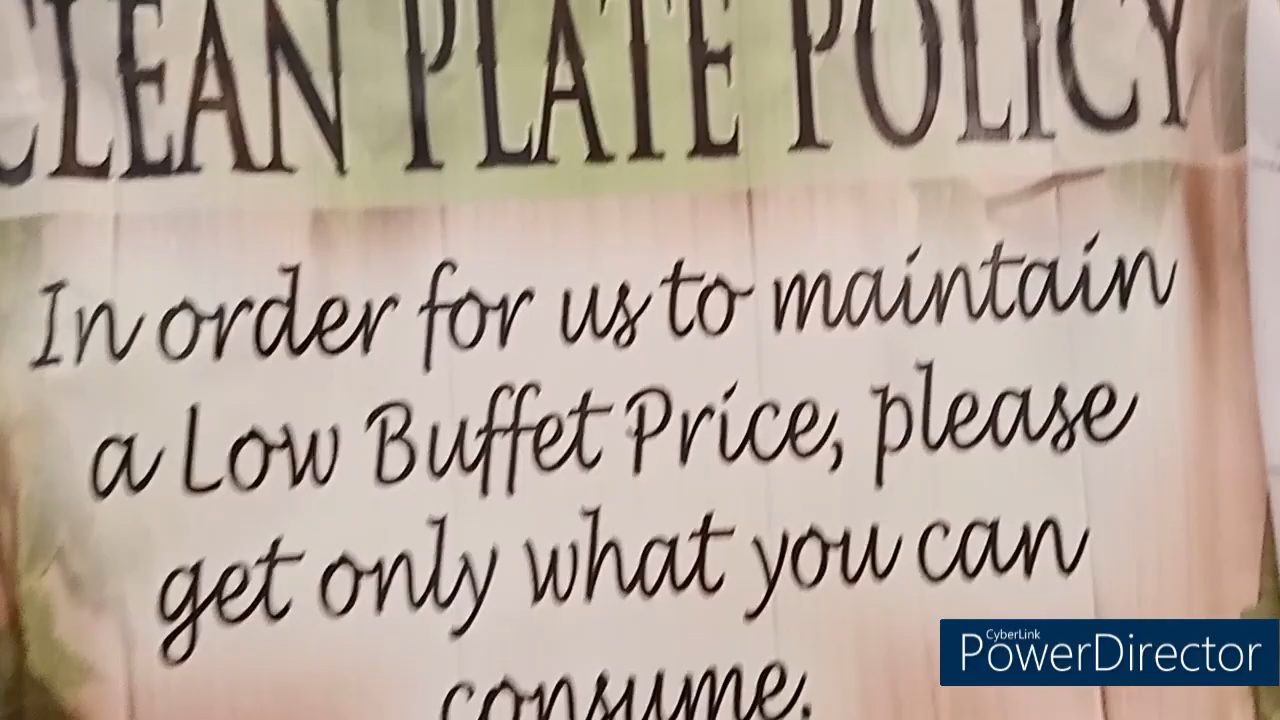 CLEAN PLATE POLICY
In order for us to maintain
a Low Buffet Price, please
get only what you can
consume.
CyberLink
PowerDirector